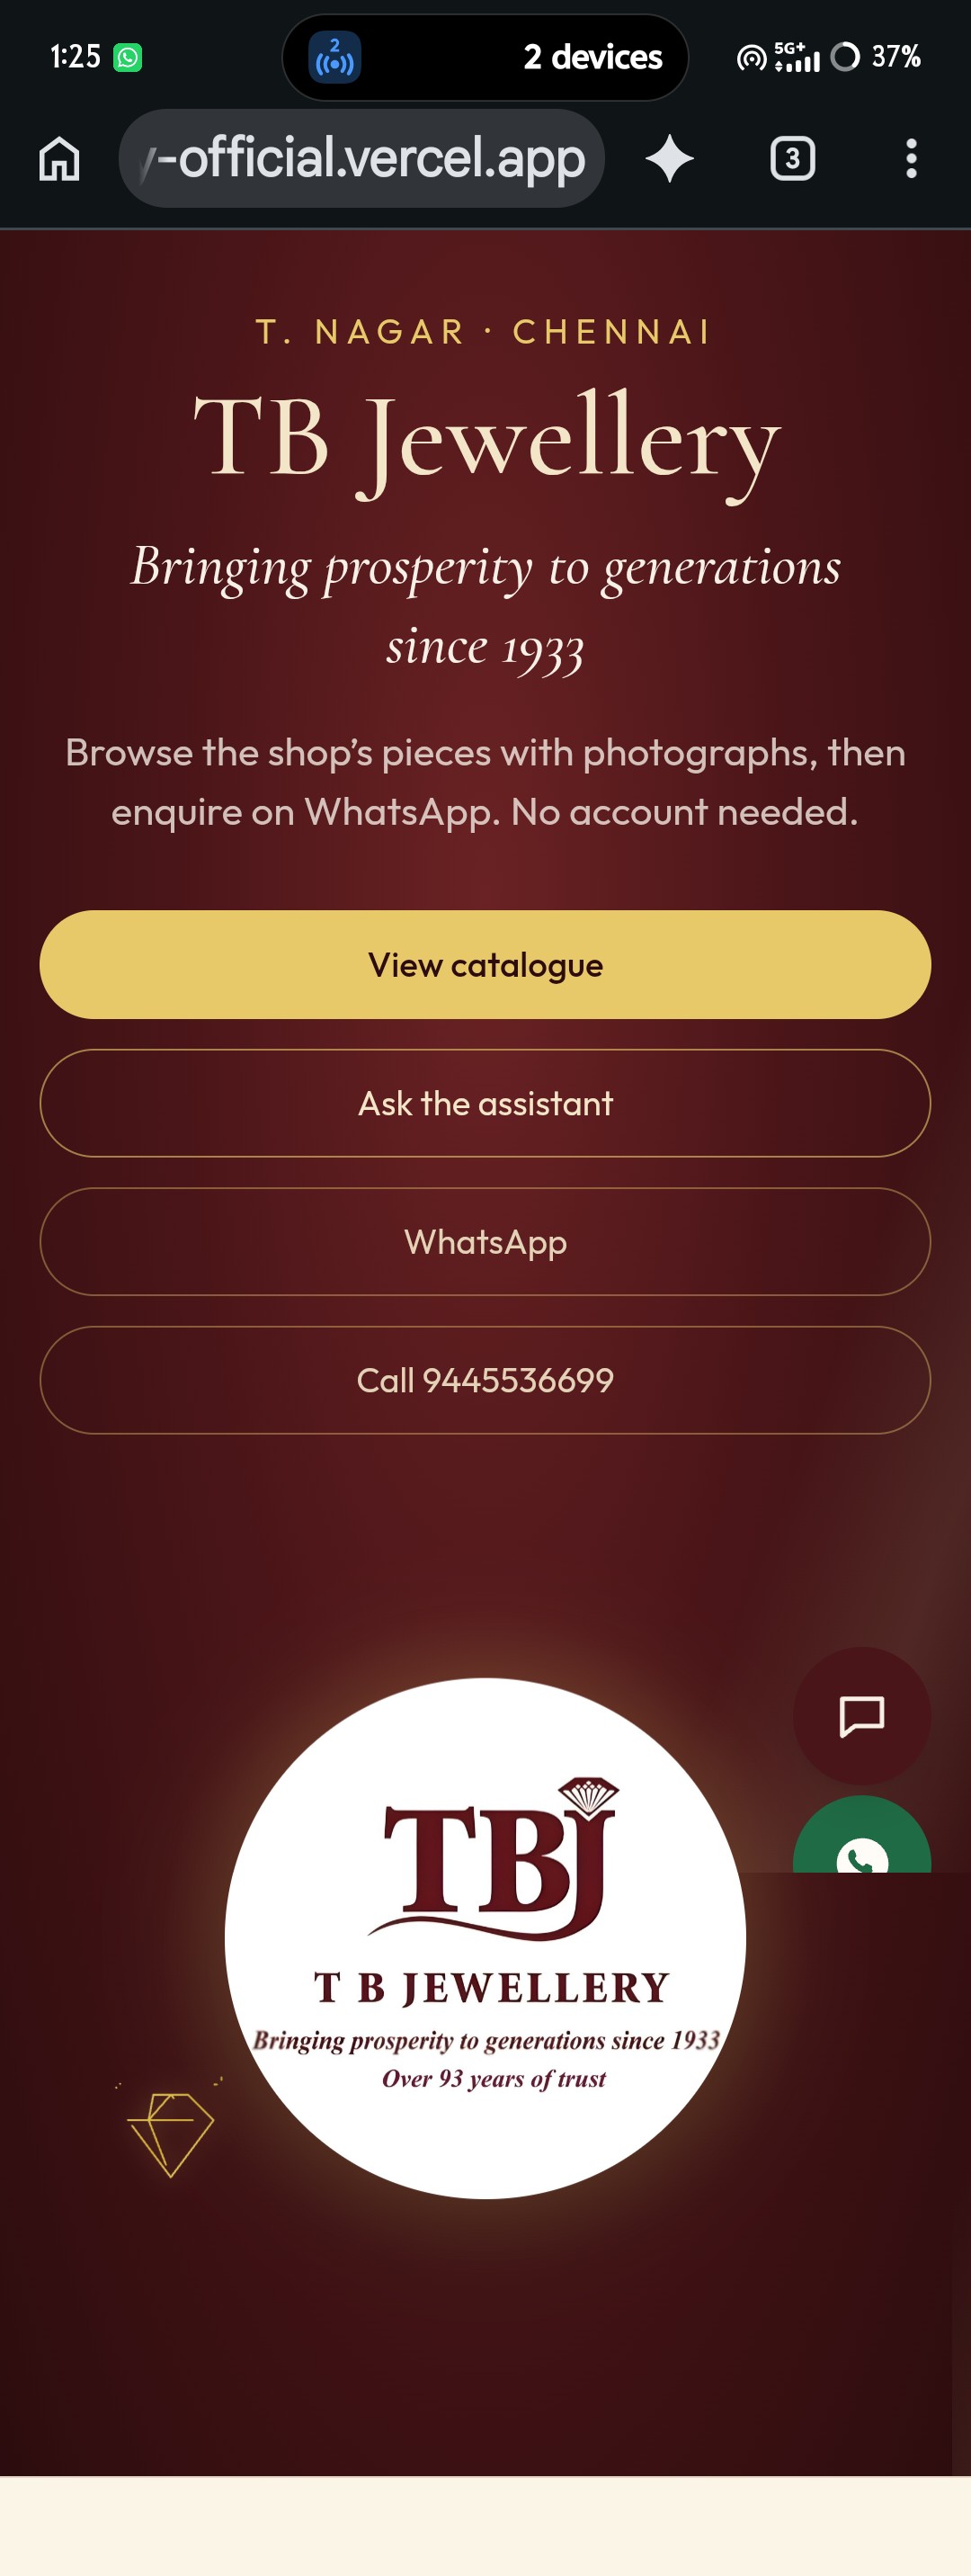 1:25
2
2 devices
5G+
37%
y-official.vercel.app
3
T. NAGAR · CHENNAI
TB Jewellery
Bringing prosperity to generations
since 1933
Browse the shop’s pieces with photographs, then
enquire on WhatsApp. No account needed.
View catalogue
Ask the assistant
WhatsApp
Call 9445536699
TBJ
T B JEWELLERY
Bringing prosperity to generations since 1933
Over 93 years of trust